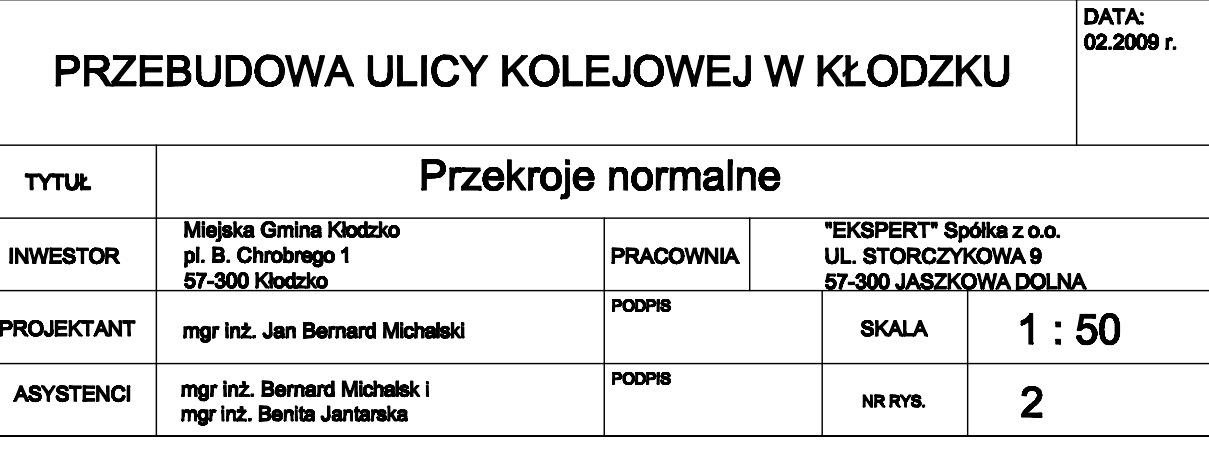 DATA:
02.2009 r.
PRZEBUDOWA ULICY KOLEJOWEJ W KŁODZKU
TYTUŁ
Przekroje normalne
INWESTOR
Miejska Gmina Kłodzko
pl. B. Chrobrego 1
57-300 Kłodzko
PRACOWNIA
"EKSPERT" Spółka z o.o.
UL. STORCZYKOWA 9
57-300 JASZKOWA DOLNA
PROJEKTANT
mgr inż. Jan Bernard Michalski
PODPIS
SKALA
1 : 50
ASYSTENCI
mgr inż. Bernard Michalsk i
mgr inż. Benita Jantarska
PODPIS
NR RYS.
2